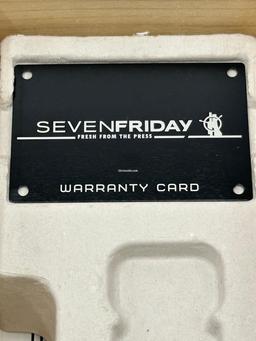 SEVENFRIDAY
FRESH FROM THE PRESS
WARRANTY CARD